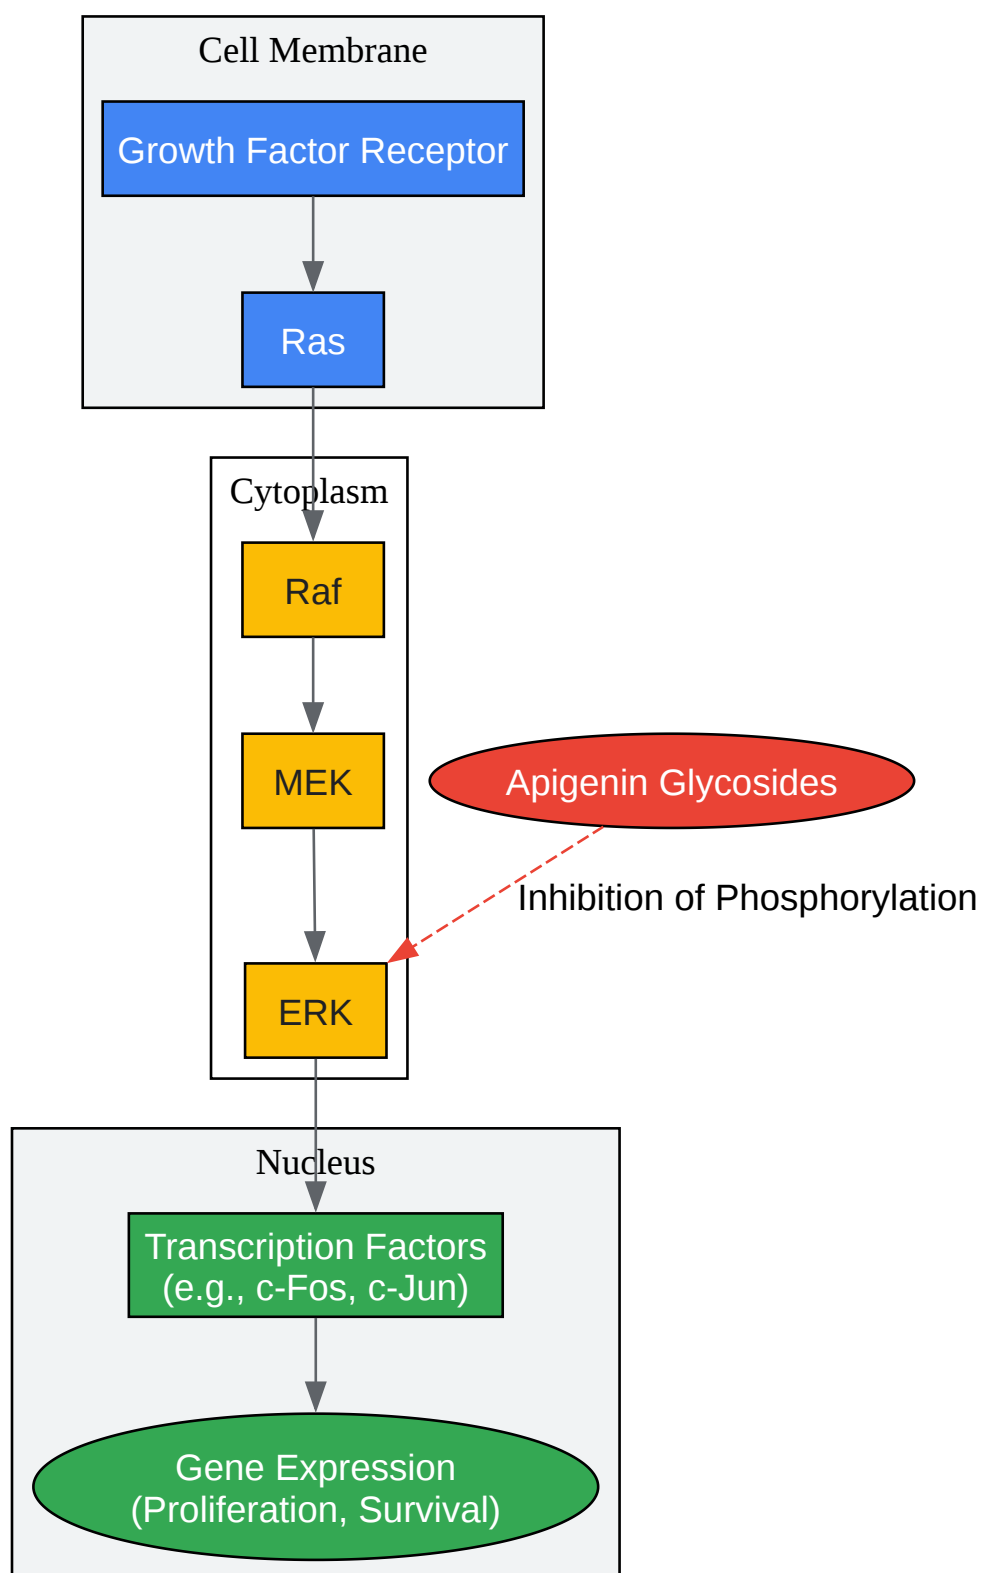 Cell Membrane
Growth Factor Receptor
Ras
Cytoplasm
Raf
MEK
Apigenin Glycosides
Inhibition of Phosphorylation
ERK
Nucleus
Transcription Factors
(e.g., c-Fos, c-Jun)
Gene Expression
(Proliferation, Survival)